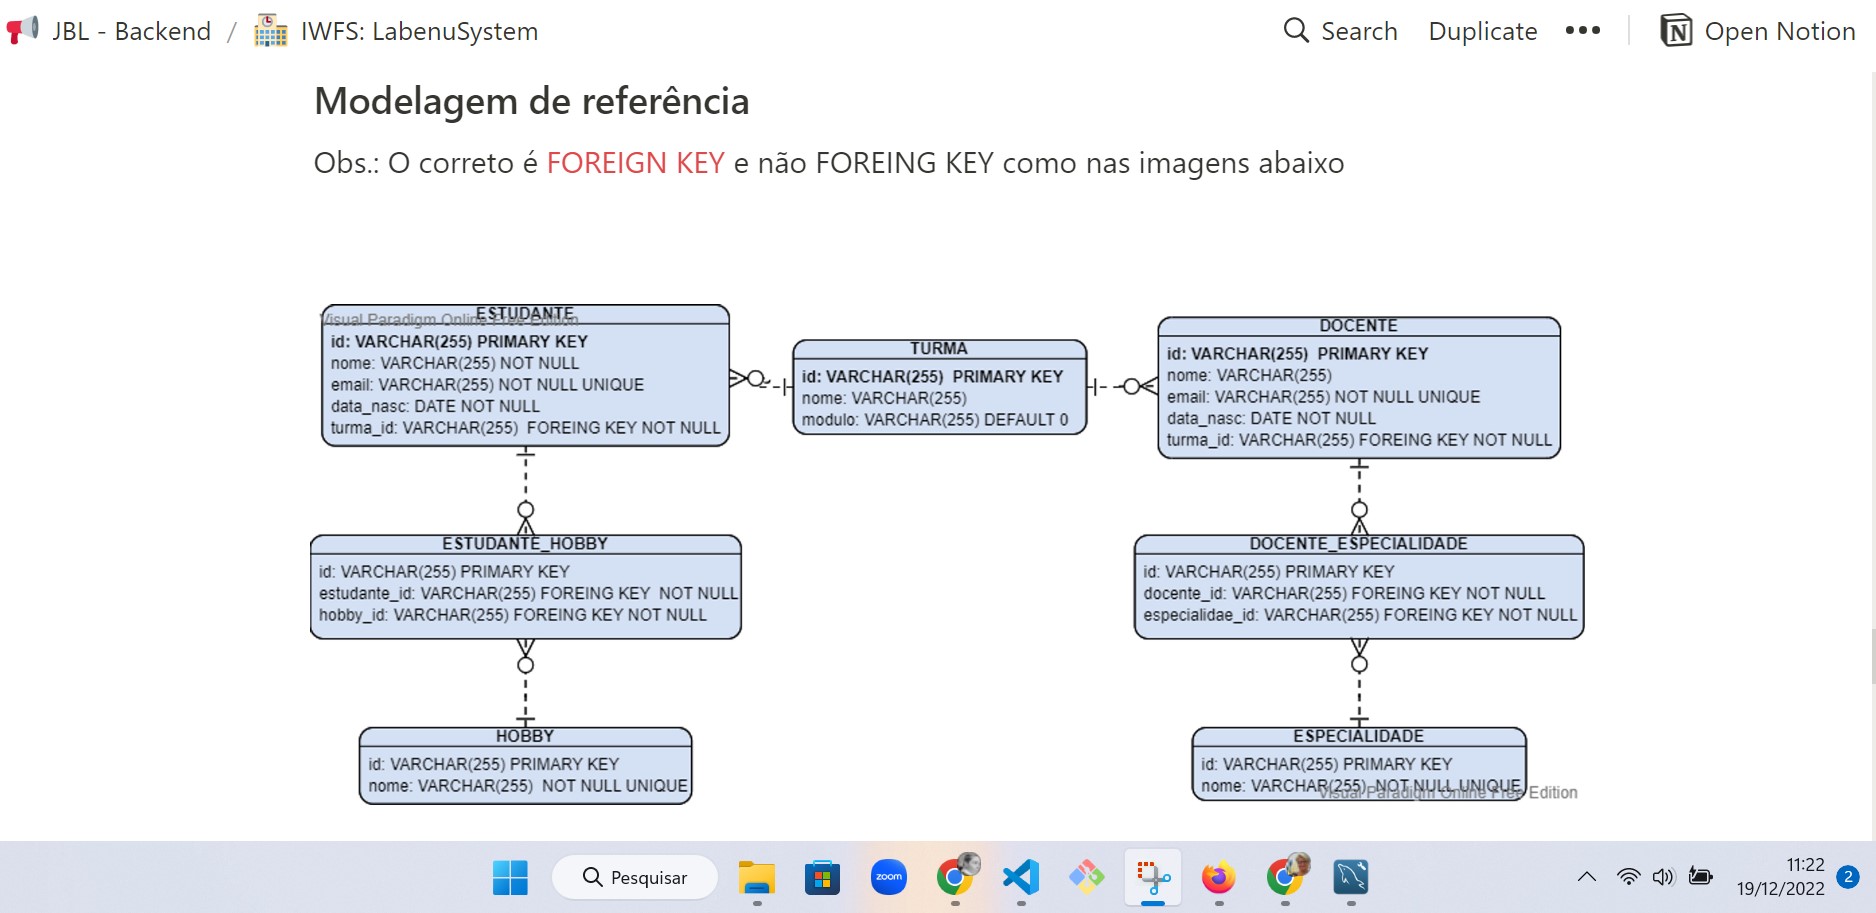 JBL - Backend / IWFS: LabenuSystem
Search Duplicate ••• Open Notion
Modelagem de referência
Obs.: O correto é FOREIGN KEY e não FOREING KEY como nas imagens abaixo
ESTUDANTE
Visual Paradigm Online Free Edition
id: VARCHAR(255) PRIMARY KEY
nome: VARCHAR(255) NOT NULL
email: VARCHAR(255) NOT NULL UNIQUE
data_nasc: DATE NOT NULL
turma_id: VARCHAR(255) FOREING KEY NOT NULL
TURMA
id: VARCHAR(255) PRIMARY KEY
nome: VARCHAR(255)
modulo: VARCHAR(255) DEFAULT 0
DOCENTE
id: VARCHAR(255) PRIMARY KEY
nome: VARCHAR(255)
email: VARCHAR(255) NOT NULL UNIQUE
data_nasc: DATE NOT NULL
turma_id: VARCHAR(255) FOREING KEY NOT NULL
ESTUDANTE_HOBBY
id: VARCHAR(255) PRIMARY KEY
estudante_id: VARCHAR(255) FOREING KEY NOT NULL
hobby_id: VARCHAR(255) FOREING KEY NOT NULL
DOCENTE_ESPECIALIDADE
id: VARCHAR(255) PRIMARY KEY
docente_id: VARCHAR(255) FOREING KEY NOT NULL
especialidae_id: VARCHAR(255) FOREING KEY NOT NULL
HOBBY
id: VARCHAR(255) PRIMARY KEY
nome: VARCHAR(255) NOT NULL UNIQUE
ESPECIALIDADE
id: VARCHAR(255) PRIMARY KEY
nome: VARCHAR(255) NOT NULL UNIQUE
Visual Paradigm Online Free Edition
Pesquisar
zoom
11:22
19/12/2022
2